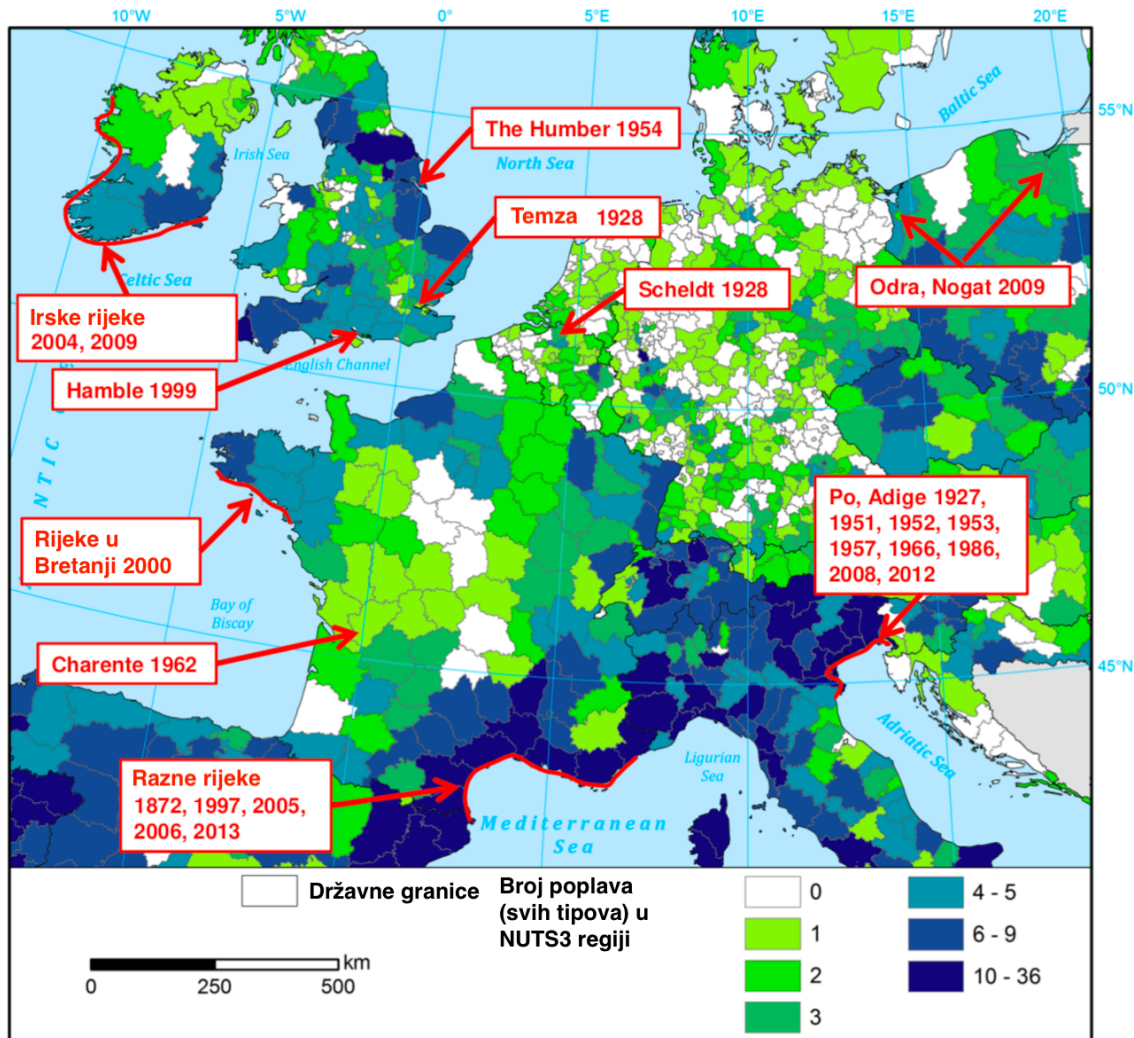 10°W 5°W 0° 5°E 10°E 15°E 20°E
55°N
50°N
45°N
Baltic Sea
The Humber 1954
North Sea
Irish Sea
Temza 1928
Celtic Sea
Scheldt 1928
Odra, Nogat 2009
Irske rijeke
2004, 2009
English Channel
Hamble 1999
NTIC
Po, Adige 1927,
1951, 1952, 1953,
1957, 1966, 1986,
2008, 2012
Rijeke u
Bretanji 2000
Bay of
Biscay
Charente 1962
Adriatic Sea
Ligurian
Sea
Razne rijeke
1872, 1997, 2005,
2006, 2013
Mediterranean
Sea
Državne granice
Broj poplava
(svih tipova) u
NUTS3 regiji
0
1
2
3
4 - 5
6 - 9
10 - 36
km
0 250 500